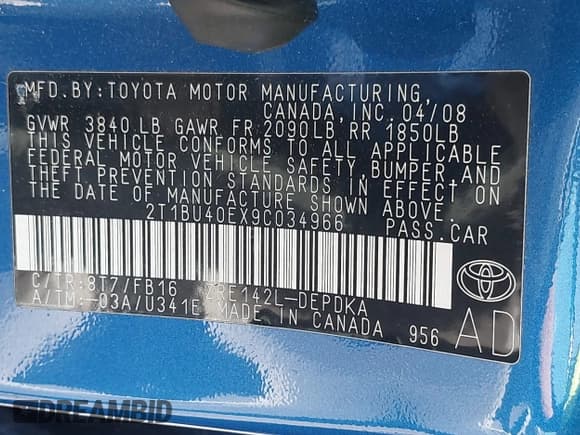 MFD. BY: TOYOTA MOTOR MANUFACTURING,
CANADA, INC. 04/08
GVWR 3840 LB GAWR FR 2090LB RR 1850LB
THIS VEHICLE CONFORMS TO ALL APPLICABLE
FEDERAL MOTOR VEHICLE SAFETY, BUMPER AND
THEFT PREVENTION STANDARDS IN EFFECT ON
THE DATE OF MANUFACTURE SHOWN ABOVE.
2T1BU40EX9C034966 PASS. CAR
C/TR: 8T7/FB16 ZRE142L-DEPDKA
A/TM: -03A/U341E MADE IN CANADA 956
AD
DREAMBID